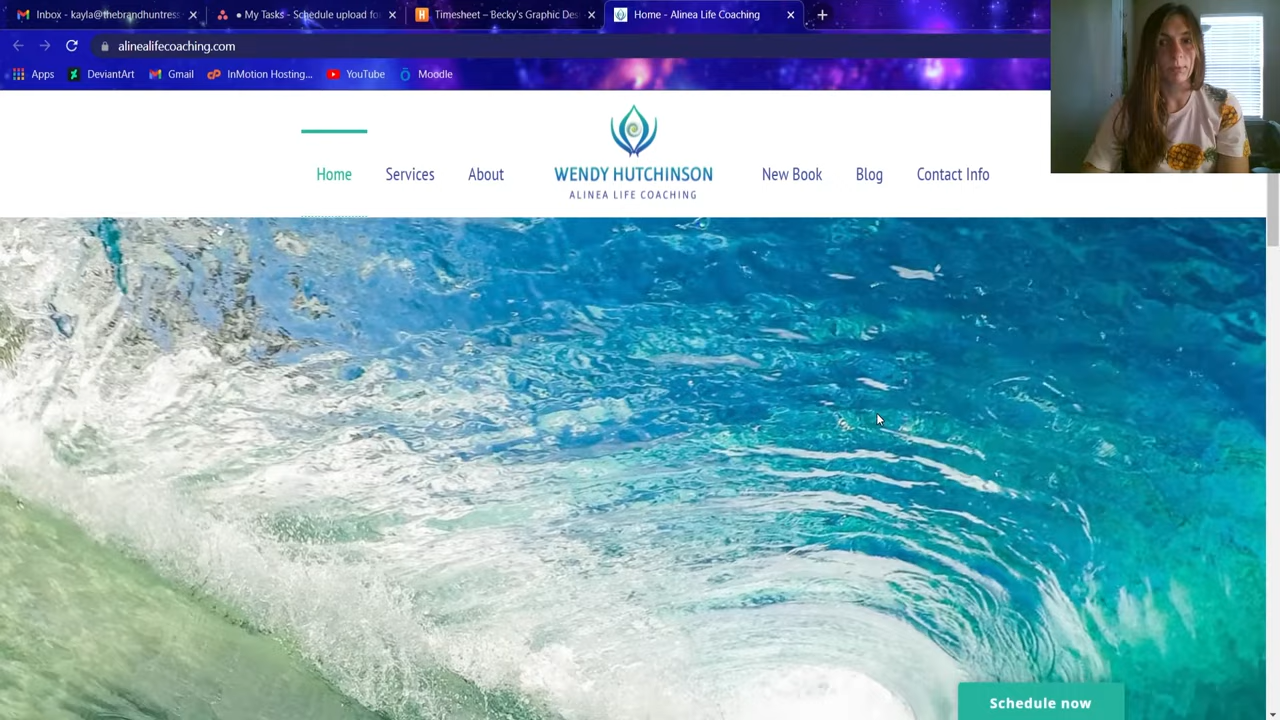 Inbox - kayla@thebrandhuntress
• My Tasks - Schedule upload fo
Timesheet – Becky's Graphic Des
Home - Alinea Life Coaching
alinealifecoaching.com
Apps
DeviantArt
Gmail
InMotion Hosting...
YouTube
Moodle
Home
Services
About
WENDY HUTCHINSON
ALINEA LIFE COACHING
New Book
Blog
Contact Info
Schedule now